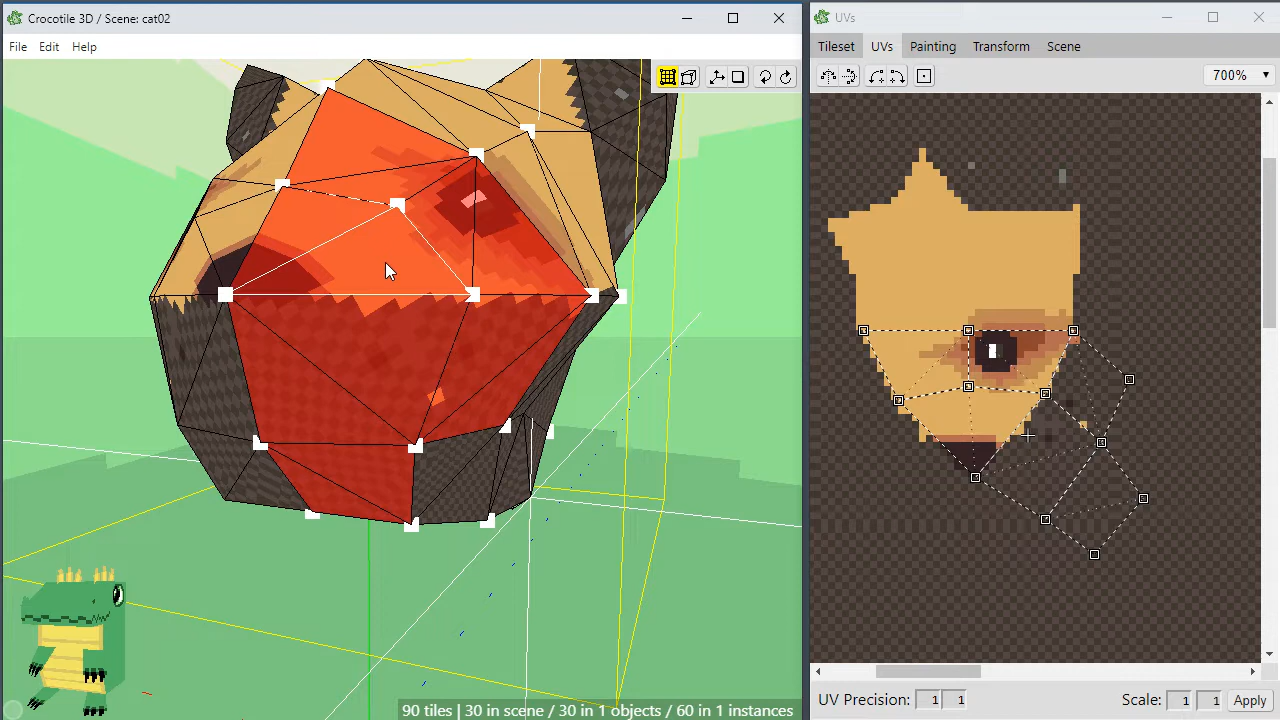 Crocotile 3D / Scene: cat02
File Edit Help
90 tiles | 30 in scene / 30 in 1 objects / 60 in 1 instances
UVs
Tileset UVs Painting Transform Scene
700%
UV Precision: 1 1 Scale: 1 1 Apply